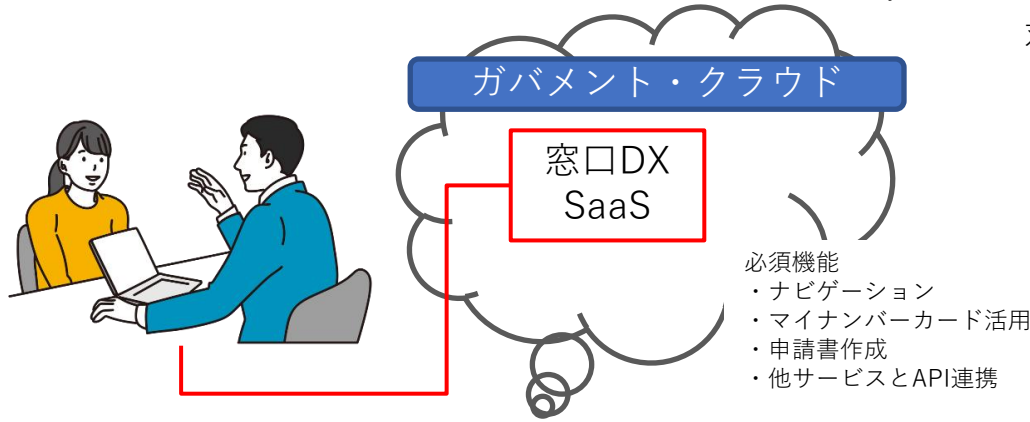 ガバメント・クラウド
窓口DX
SaaS
必須機能
・ナビゲーション
・マイナンバーカード活用
・申請書作成
・他サービスとAPI連携